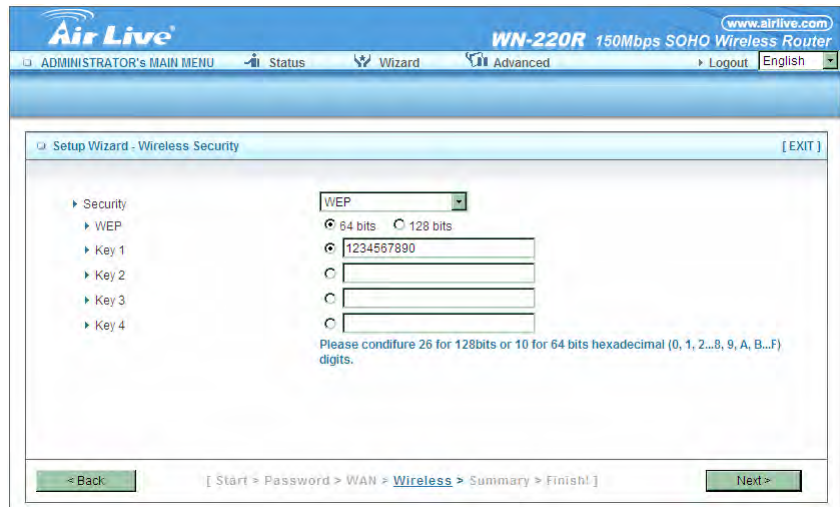 Air Live®
(www.airlive.com)
WN-220R 150Mbps SOHO Wireless Router
ADMINISTRATOR's MAIN MENU Status Wizard Advanced Logout English
Setup Wizard - Wireless Security [ EXIT ]
Security WEP
WEP 64 bits 128 bits
Key 1 1234567890
Key 2
Key 3
Key 4
Please condifure 26 for 128bits or 10 for 64 bits hexadecimal (0, 1, 2...8, 9, A, B...F)
digits.
< Back [ Start > Password > WAN > Wireless > Summary > Finish! ] Next >